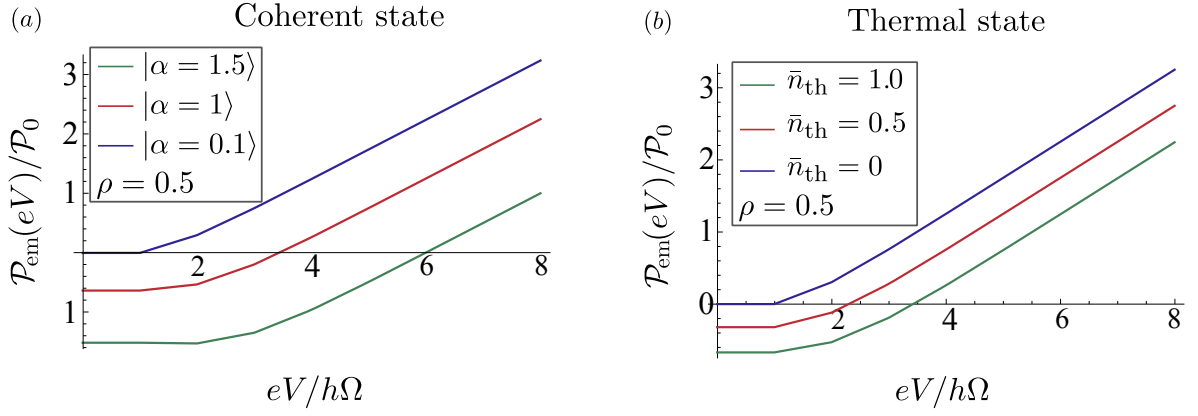 (a)
Coherent state
|α = 1.5⟩
|α = 1⟩
|α = 0.1⟩
ρ = 0.5
3
2
1
1
2
4
6
8
𝒫em(eV)/𝒫0
eV/hΩ
(b)
Thermal state
n̄th = 1.0
n̄th = 0.5
n̄th = 0
ρ = 0.5
3
2
1
0
2
4
6
8
𝒫em(eV)/𝒫0
eV/hΩ